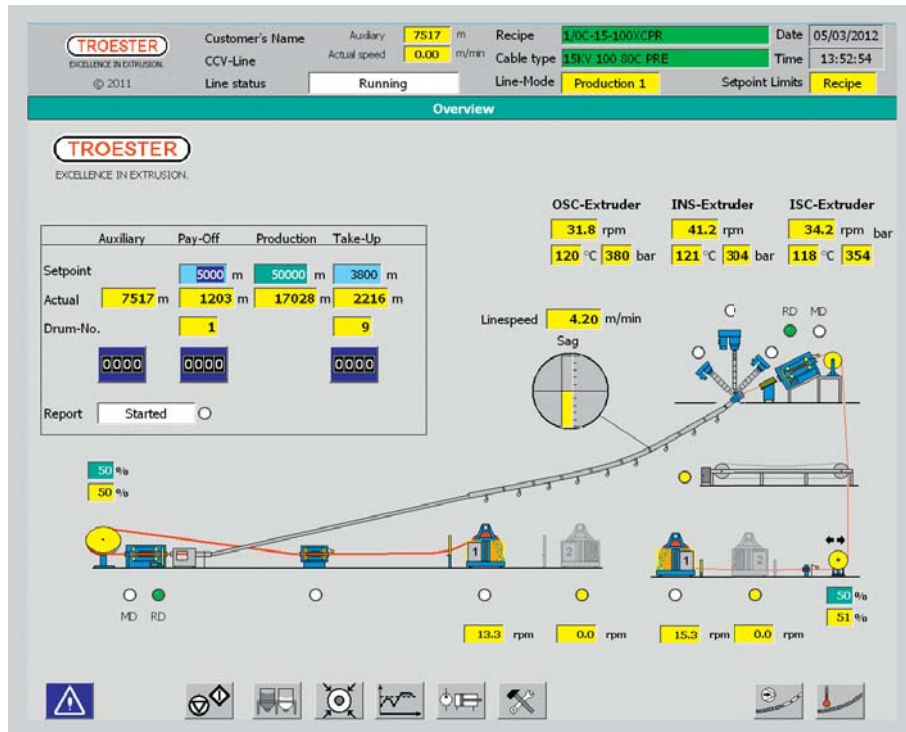 TROESTER
EXCELLENCE IN EXTRUSION.
© 2011
Customer's Name
CCV-Line
Line status Running
Auxiliary 7517 m
Actual speed 0.00 m/min
Recipe 1/0C-15-100XCPR
Cable type 15KV 100 80C PRE
Line-Mode Production 1
Date 05/03/2012
Time 13:52:54
Setpoint Limits Recipe
Overview
TROESTER
EXCELLENCE IN EXTRUSION.
OSC-Extruder INS-Extruder ISC-Extruder
31.8 rpm 41.2 rpm 34.2 rpm bar
120 °C 380 bar 121 °C 304 bar 118 °C 354
Auxiliary Pay-Off Production Take-Up
Setpoint 5000 m 50000 m 3800 m
Actual 7517 m 1203 m 17028 m 2216 m
Drum-No. 1 9
0000 0000 0000
Report Started
Linespeed 4.20 m/min
Sag
C RD MD
50 %
50 %
1 2 1 2
MD RD
50 %
51 %
13.3 rpm 0.0 rpm 15.3 rpm 0.0 rpm